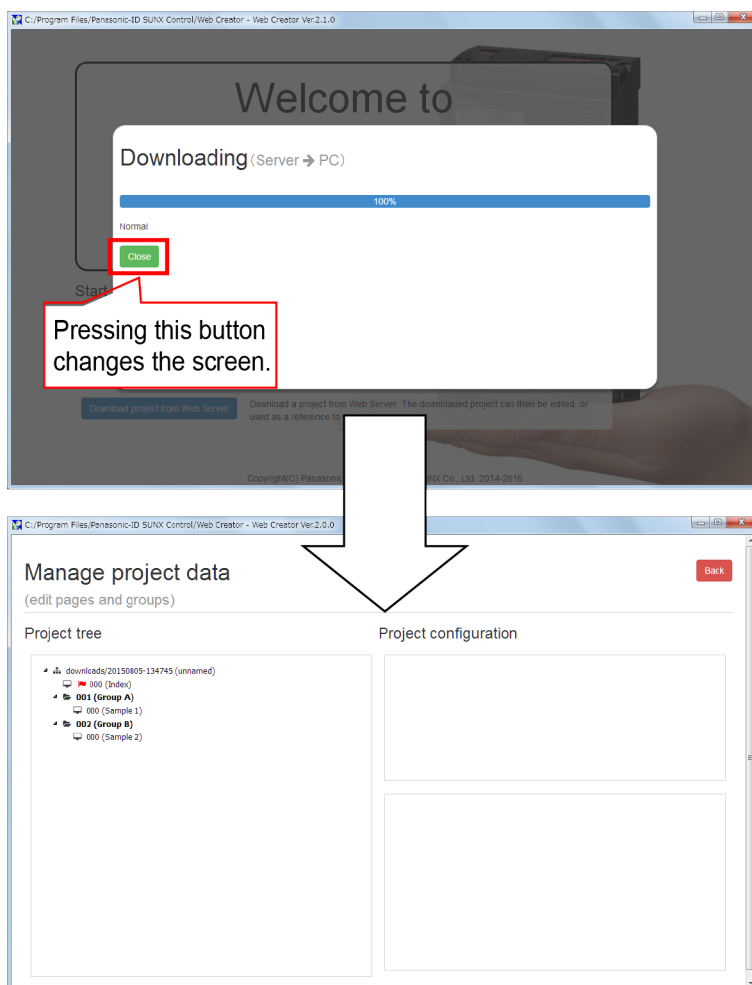 C:/Program Files/Panasonic-ID SUNX Control/Web Creator - Web Creator Ver.2.1.0
Welcome to
Downloading (Server → PC)
100%
Normal
Close
Start
Pressing this button
changes the screen.
Download project from Web Server
Download a project from Web Server. The downloaded project can then be edited, or
used as a reference to
Copyright(C) Panasonic
NX Co., Ltd. 2014-2016
C:/Program Files/Panasonic-ID SUNX Control/Web Creator - Web Creator Ver.2.0.0
Manage project data
Back
(edit pages and groups)
Project tree
Project configuration
downloads/20150805-134745 (unnamed)
000 (Index)
001 (Group A)
000 (Sample 1)
002 (Group B)
000 (Sample 2)